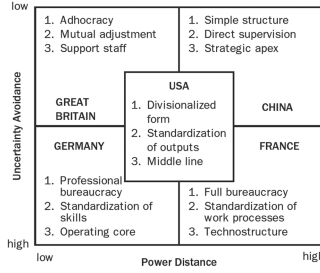 low
1. Adhocracy
2. Mutual adjustment
3. Support staff
1. Simple structure
2. Direct supervision
3. Strategic apex
USA
1. Divisionalized
form
2. Standardization
of outputs
3. Middle line
GREAT
BRITAIN
CHINA
GERMANY
FRANCE
1. Professional
bureaucracy
2. Standardization of
skills
3. Operating core
1. Full bureaucracy
2. Standardization of
work processes
3. Technostructure
high
low
high
Uncertainty Avoidance
Power Distance